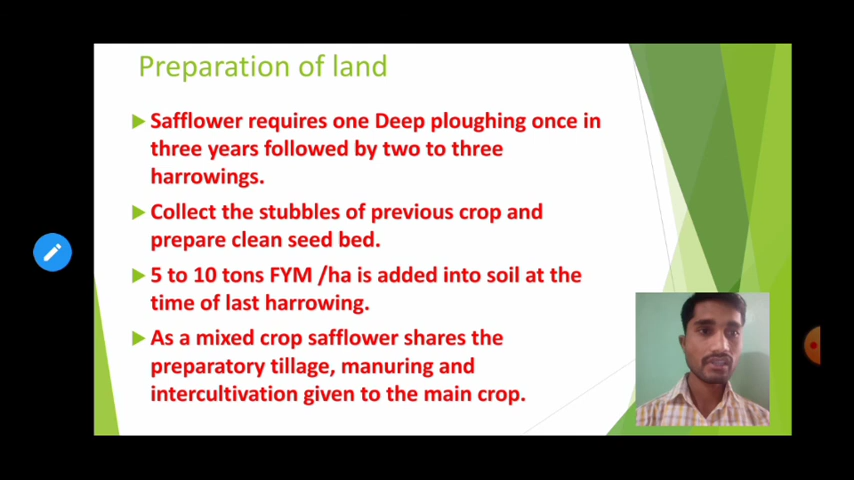 Preparation of land
Safflower requires one Deep ploughing once in
three years followed by two to three
harrowings.
Collect the stubbles of previous crop and
prepare clean seed bed.
5 to 10 tons FYM /ha is added into soil at the
time of last harrowing.
As a mixed crop safflower shares the
preparatory tillage, manuring and
intercultivation given to the main crop.